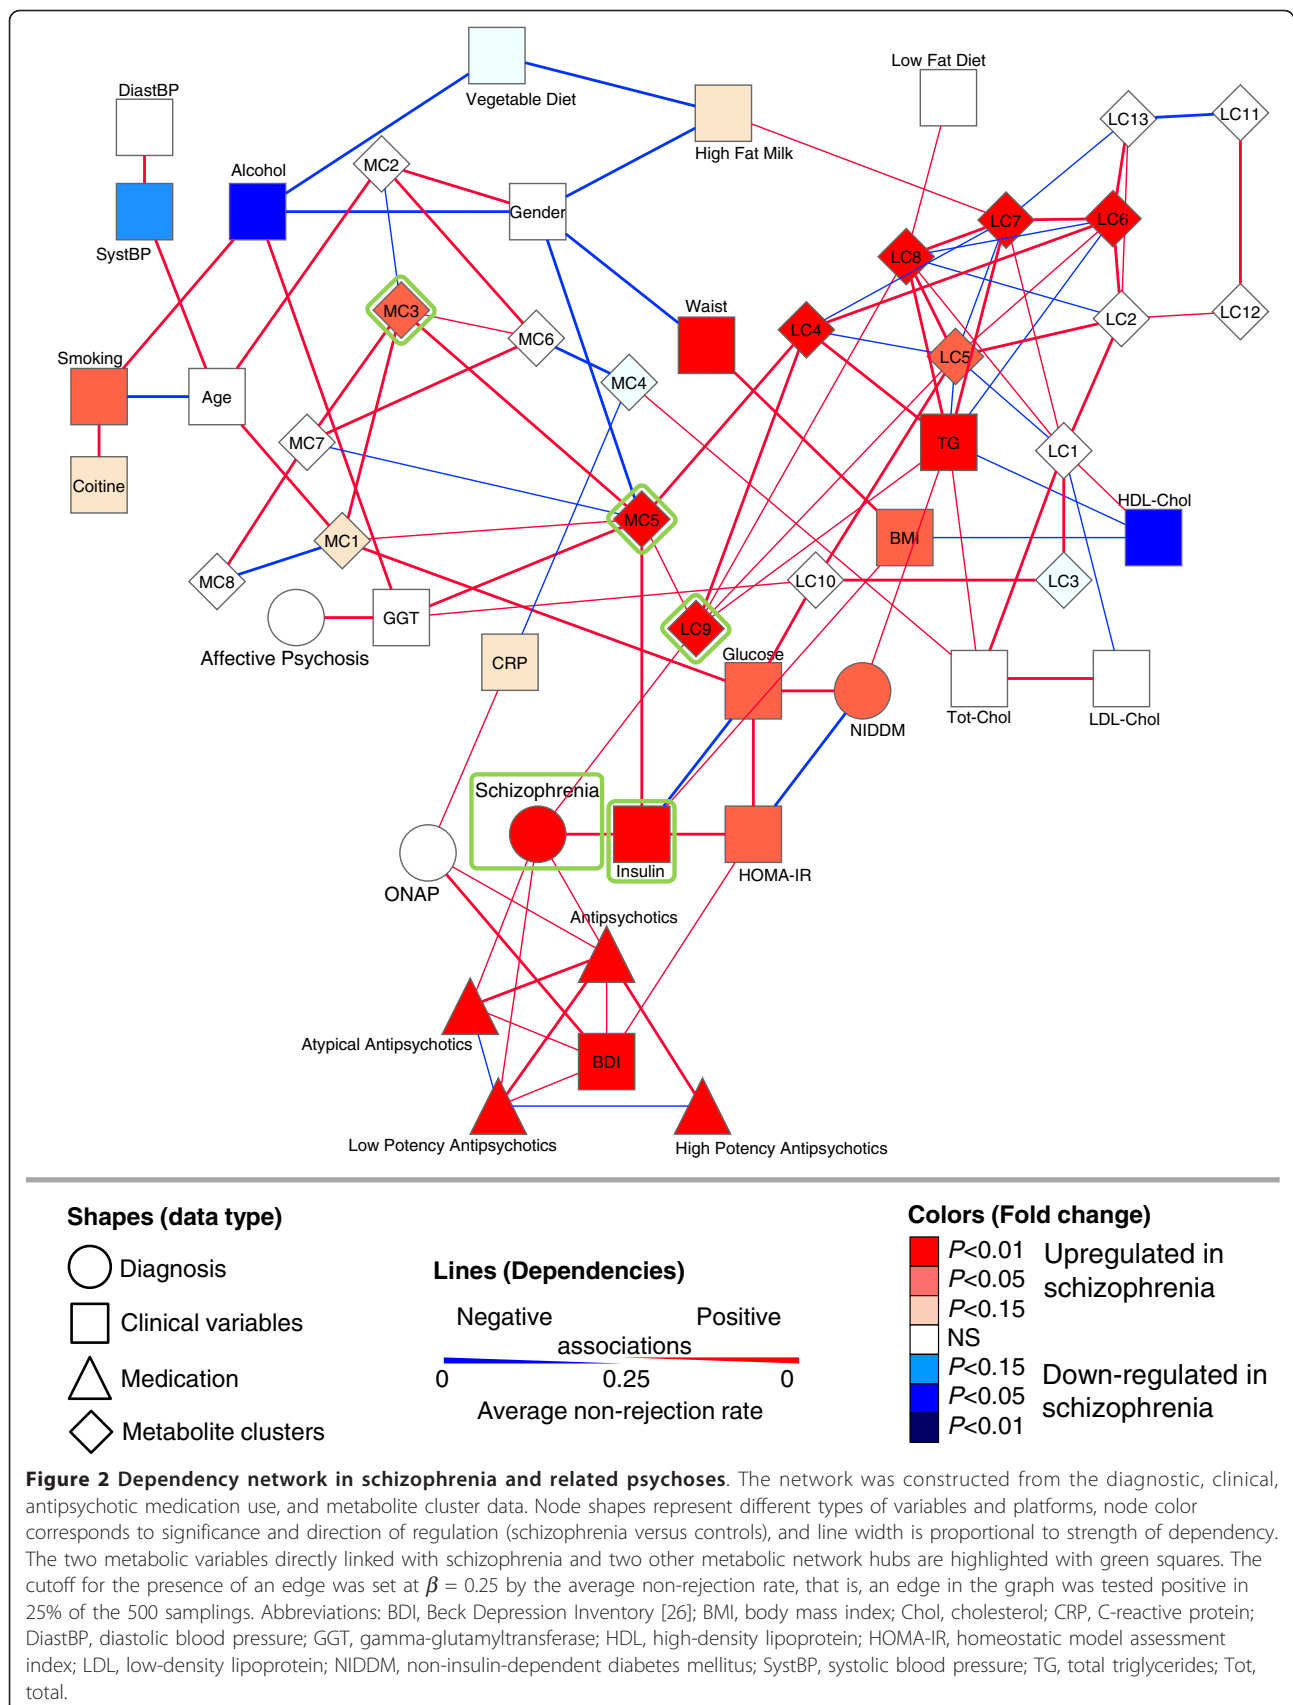 Vegetable Diet
Low Fat Diet
DiastBP
High Fat Milk
LC13
LC11
Alcohol
MC2
Gender
SystBP
LC7
LC6
LC8
MC3
Waist
LC4
LC2
LC12
MC6
LC5
Smoking
MC4
Age
MC7
TG
LC1
Coitine
HDL-Chol
MC5
BMI
MC1
MC8
LC10
LC3
GGT
LC9
Affective Psychosis
CRP
Glucose
NIDDM
Tot-Chol
LDL-Chol
Schizophrenia
Insulin
HOMA-IR
ONAP
Antipsychotics
Atypical Antipsychotics
BDI
Low Potency Antipsychotics
High Potency Antipsychotics
Shapes (data type)
Diagnosis
Clinical variables
Medication
Metabolite clusters
Lines (Dependencies)
Negative Positive
associations
0 0.25 0
Average non-rejection rate
Colors (Fold change)
P<0.01
P<0.05
P<0.15
NS
P<0.15
P<0.05
P<0.01
Upregulated in
schizophrenia
Down-regulated in
schizophrenia
Figure 2 Dependency network in schizophrenia and related psychoses. The network was constructed from the diagnostic, clinical,
antipsychotic medication use, and metabolite cluster data. Node shapes represent different types of variables and platforms, node color
corresponds to significance and direction of regulation (schizophrenia versus controls), and line width is proportional to strength of dependency.
The two metabolic variables directly linked with schizophrenia and two other metabolic network hubs are highlighted with green squares. The
cutoff for the presence of an edge was set at β = 0.25 by the average non-rejection rate, that is, an edge in the graph was tested positive in
25% of the 500 samplings. Abbreviations: BDI, Beck Depression Inventory [26]; BMI, body mass index; Chol, cholesterol; CRP, C-reactive protein;
DiastBP, diastolic blood pressure; GGT, gamma-glutamyltransferase; HDL, high-density lipoprotein; HOMA-IR, homeostatic model assessment
index; LDL, low-density lipoprotein; NIDDM, non-insulin-dependent diabetes mellitus; SystBP, systolic blood pressure; TG, total triglycerides; Tot,
total.